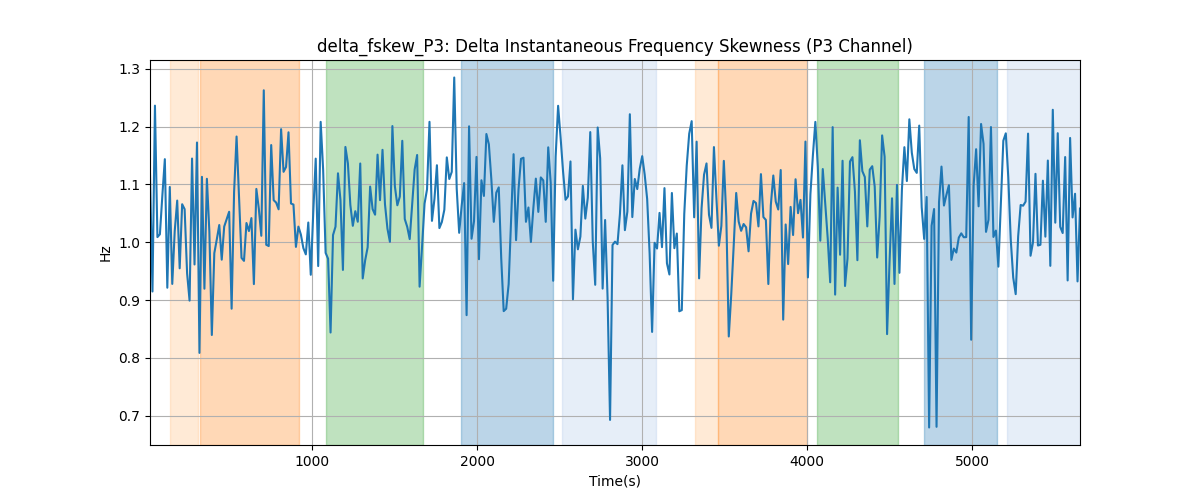 delta_fskew_P3: Delta Instantaneous Frequency Skewness (P3 Channel)
1.3
1.2
1.1
1.0
0.9
0.8
0.7
Hz
1000 2000 3000 4000 5000
Time(s)